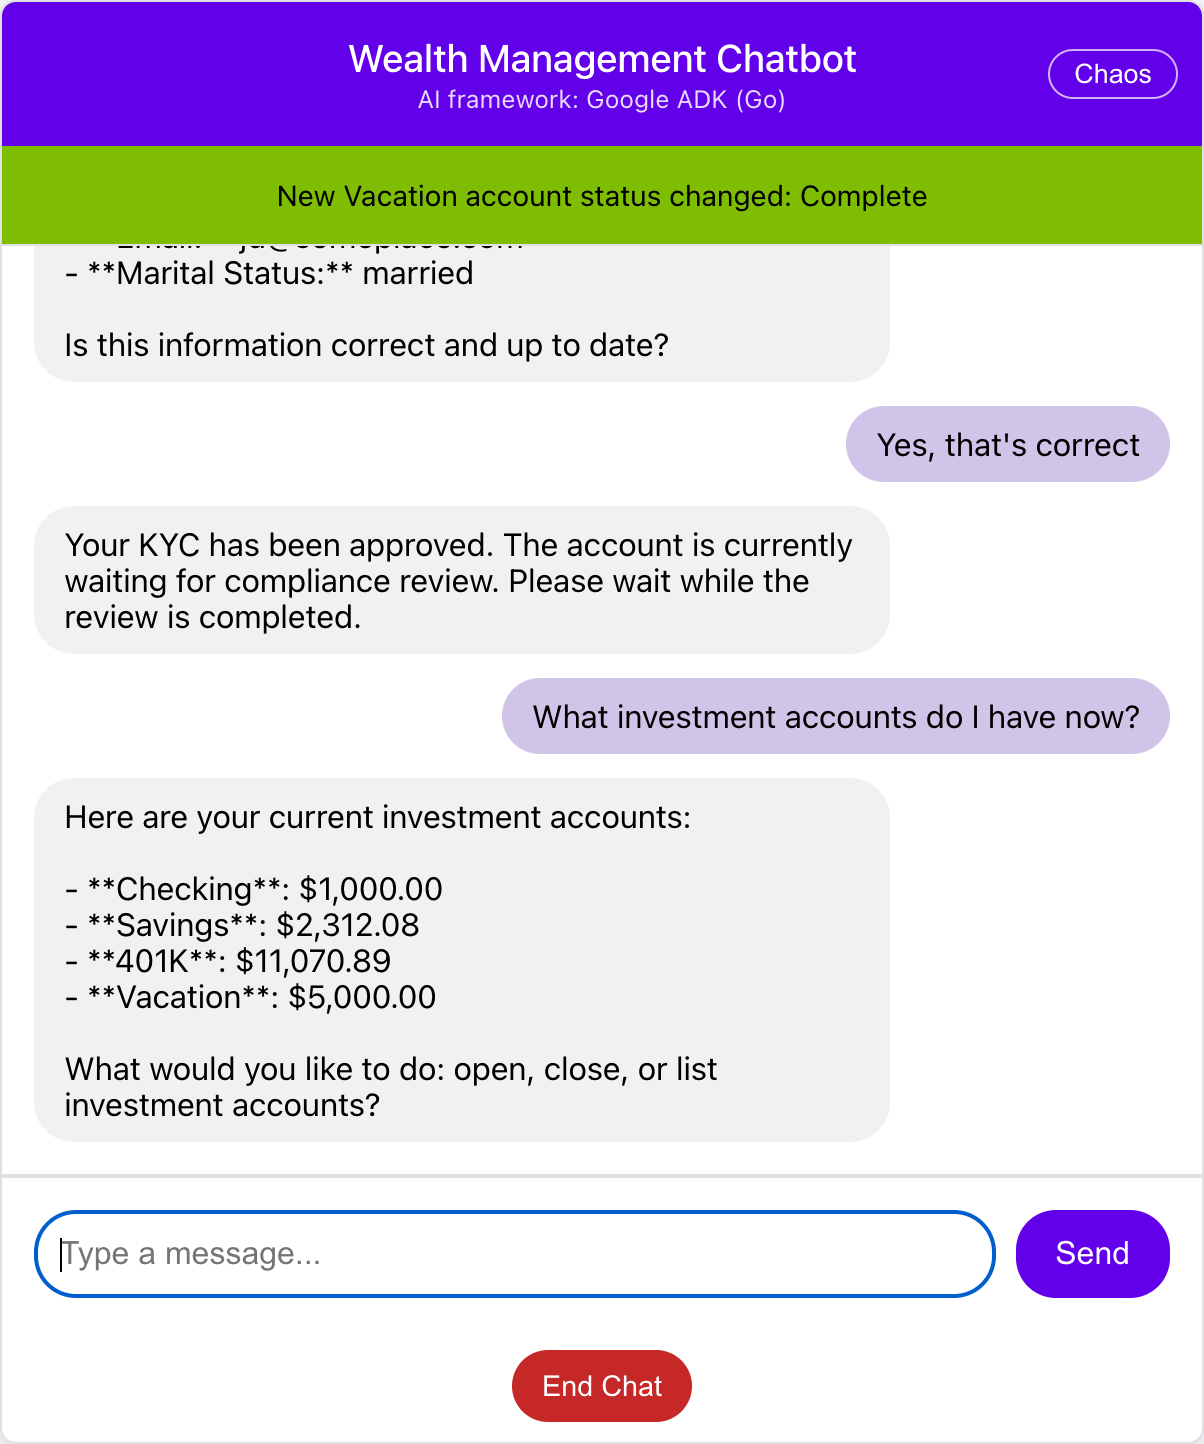 Wealth Management Chatbot
AI framework: Google ADK (Go)
Chaos
New Vacation account status changed: Complete
- **Marital Status:** married
Is this information correct and up to date?
Yes, that's correct
Your KYC has been approved. The account is currently
waiting for compliance review. Please wait while the
review is completed.
What investment accounts do I have now?
Here are your current investment accounts:
- **Checking**: $1,000.00
- **Savings**: $2,312.08
- **401K**: $11,070.89
- **Vacation**: $5,000.00
What would you like to do: open, close, or list
investment accounts?
Type a message...
Send
End Chat